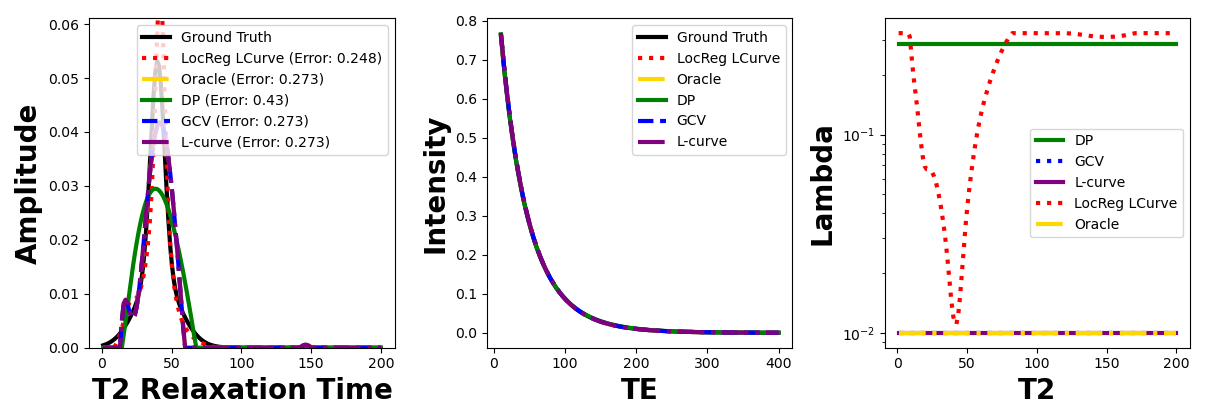 Amplitude
0.06
0.05
0.04
0.03
0.02
0.01
0.00
Ground Truth
LocReg LCurve (Error: 0.248)
Oracle (Error: 0.273)
DP (Error: 0.43)
GCV (Error: 0.273)
L-curve (Error: 0.273)
0 50 100 150 200
T2 Relaxation Time
Intensity
0.8
0.7
0.6
0.5
0.4
0.3
0.2
0.1
0.0
Ground Truth
LocReg LCurve
Oracle
DP
GCV
L-curve
0 100 200 300 400
TE
Lambda
10⁻¹
10⁻²
DP
GCV
L-curve
LocReg LCurve
Oracle
0 50 100 150 200
T2